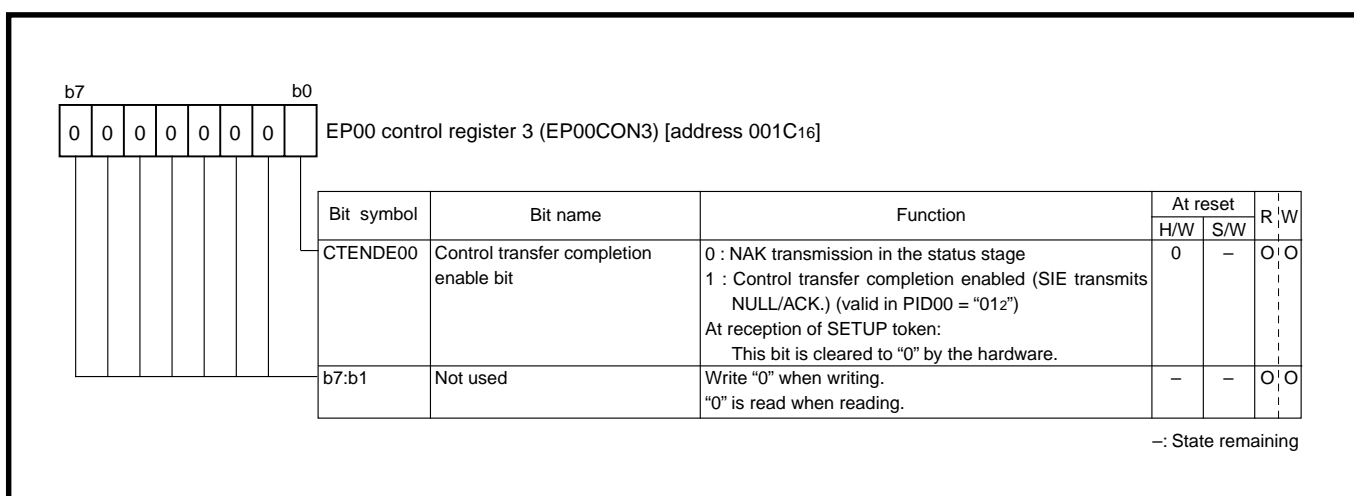 b7 b0
0 0 0 0 0 0 0 EP00 control register 3 (EP00CON3) [address 001C16]
Bit symbol Bit name Function At reset R W
H/W S/W
CTENDE00 Control transfer completion 0 : NAK transmission in the status stage 0 – O O
enable bit 1 : Control transfer completion enabled (SIE transmits
NULL/ACK.) (valid in PID00 = “012”)
At reception of SETUP token:
This bit is cleared to “0” by the hardware.
b7:b1 Not used Write “0” when writing. – – O O
“0” is read when reading.
–: State remaining